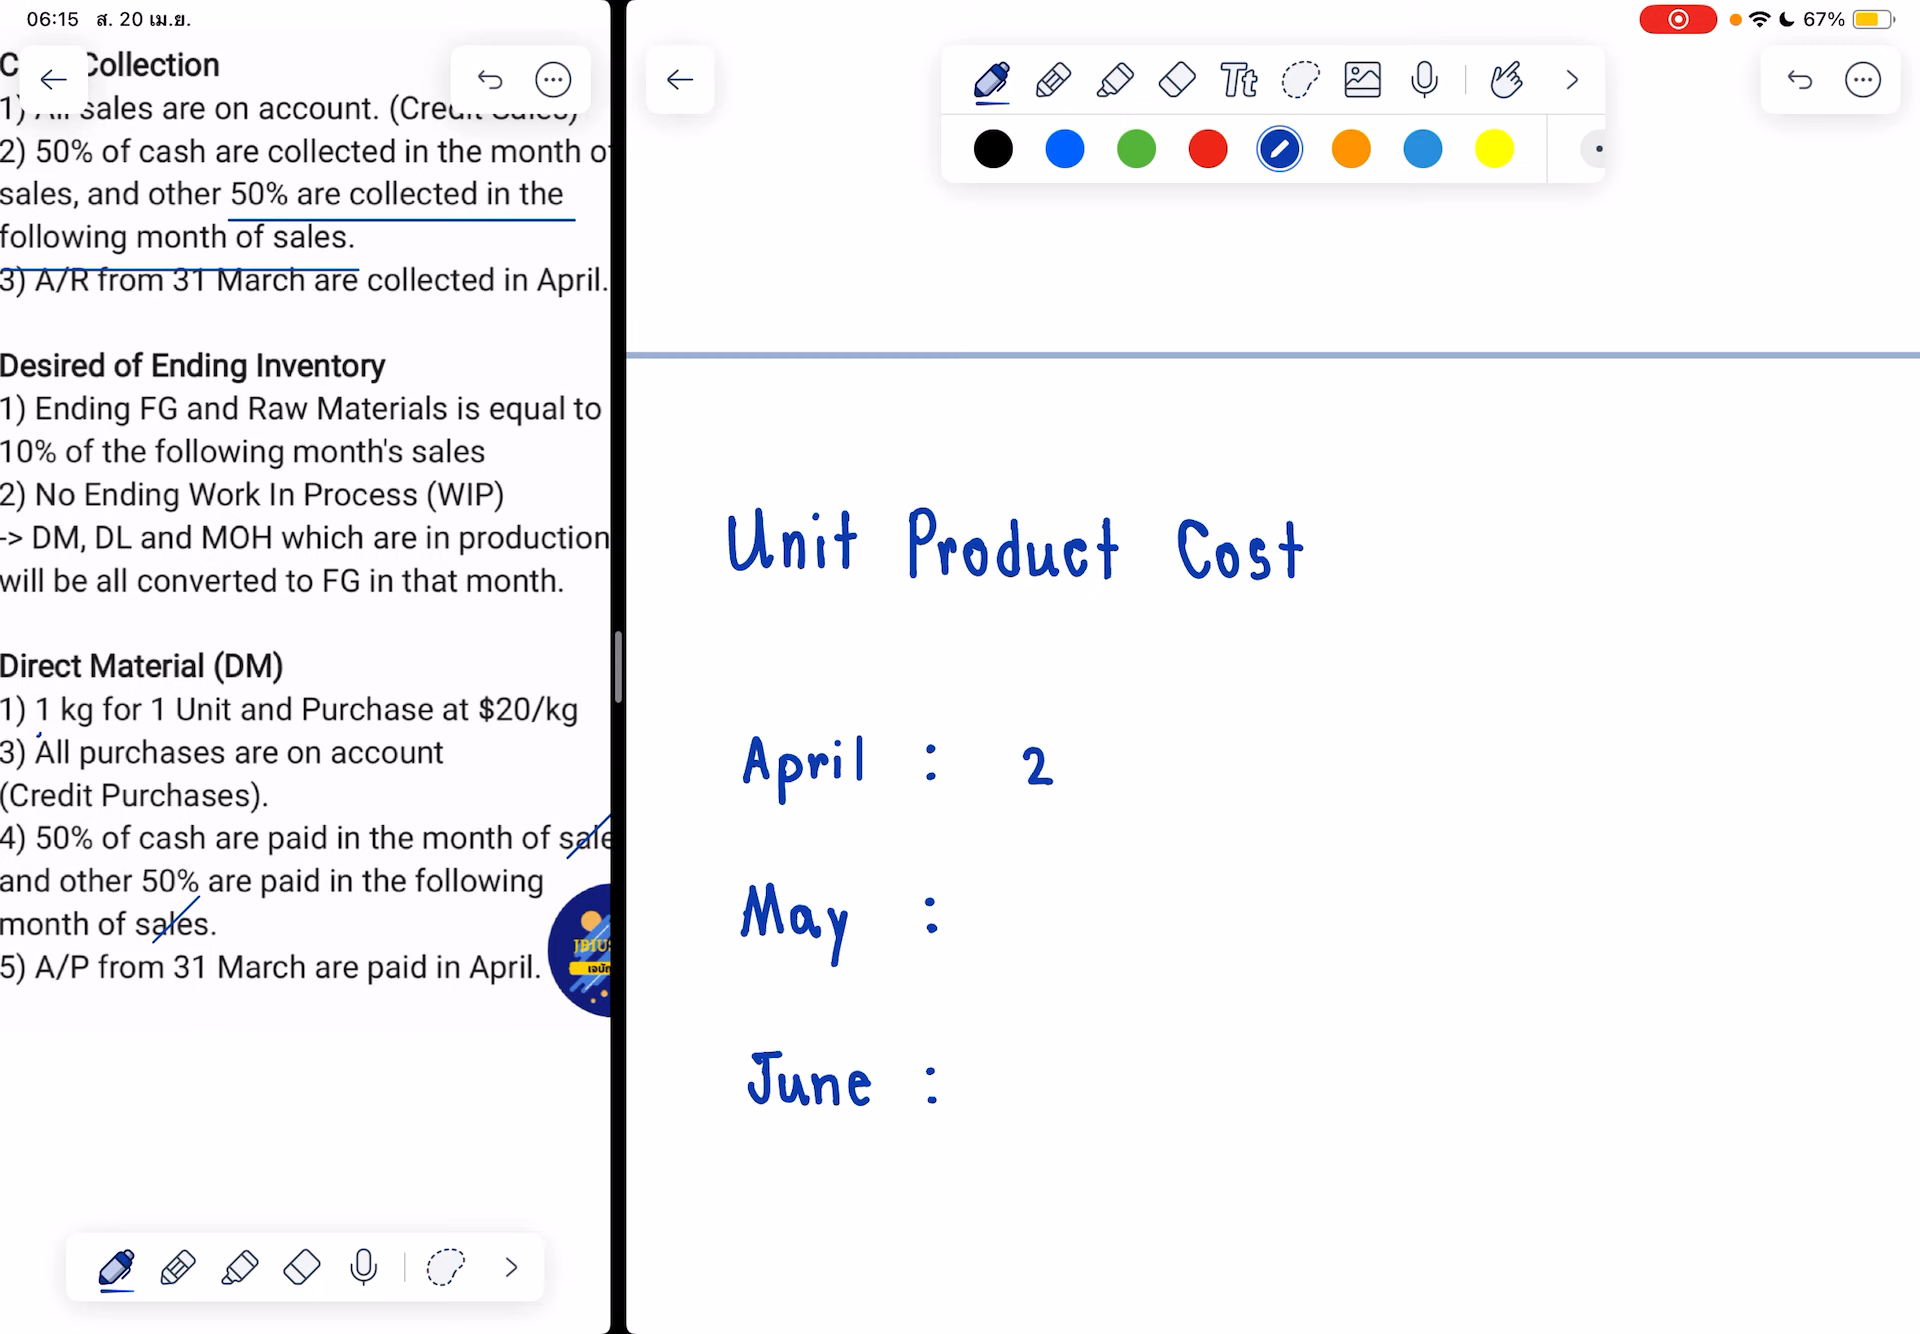 06:15 ส. 20 เม.ย.
67%
Collection
1) All sales are on account. (Credit Sales)
2) 50% of cash are collected in the month of
sales, and other 50% are collected in the
following month of sales.
3) A/R from 31 March are collected in April.
Desired of Ending Inventory
1) Ending FG and Raw Materials is equal to
10% of the following month's sales
2) No Ending Work In Process (WIP)
-> DM, DL and MOH which are in production
will be all converted to FG in that month.
Direct Material (DM)
1) 1 kg for 1 Unit and Purchase at $20/kg
3) All purchases are on account
(Credit Purchases).
4) 50% of cash are paid in the month of sale
and other 50% are paid in the following
month of sales.
5) A/P from 31 March are paid in April.
Tt
Unit Product Cost
April : 2
May :
June :